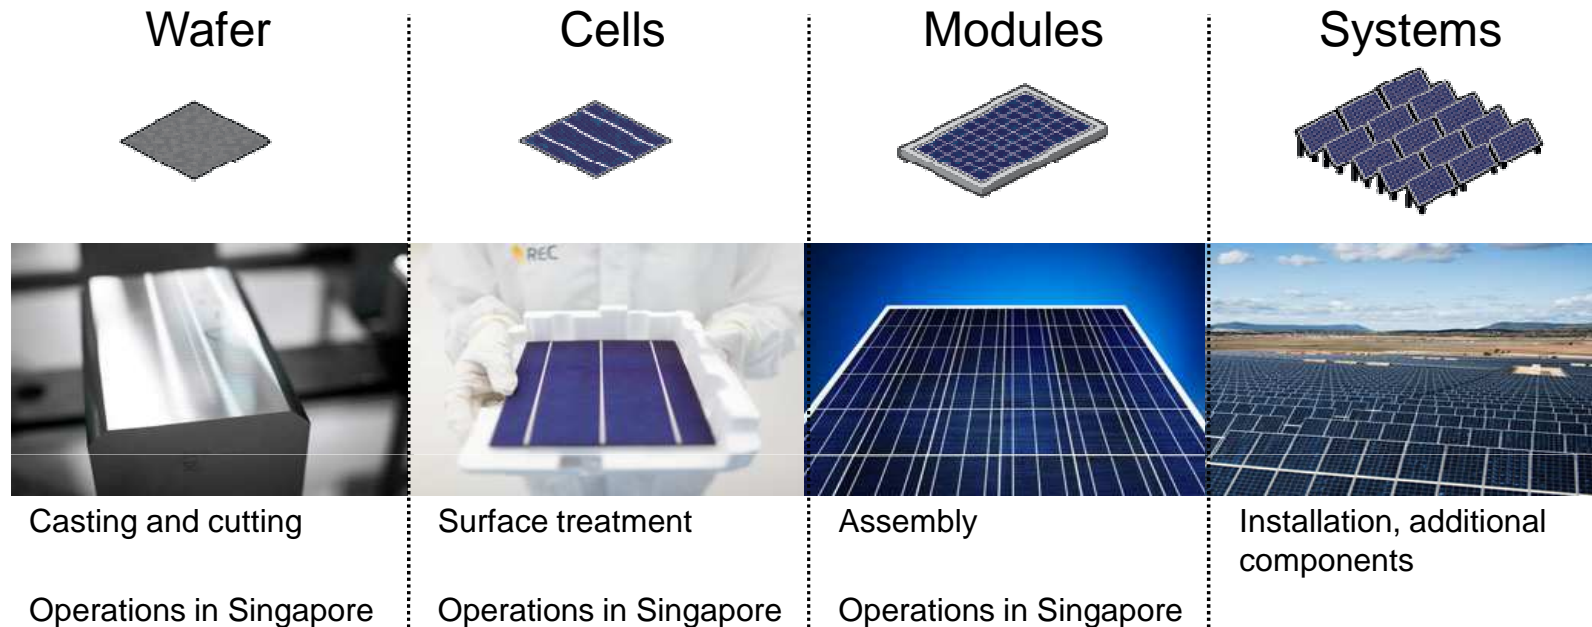 Wafer
Cells
Modules
Systems
REC
Casting and cutting
Surface treatment
Assembly
Installation, additional
components
Operations in Singapore
Operations in Singapore
Operations in Singapore